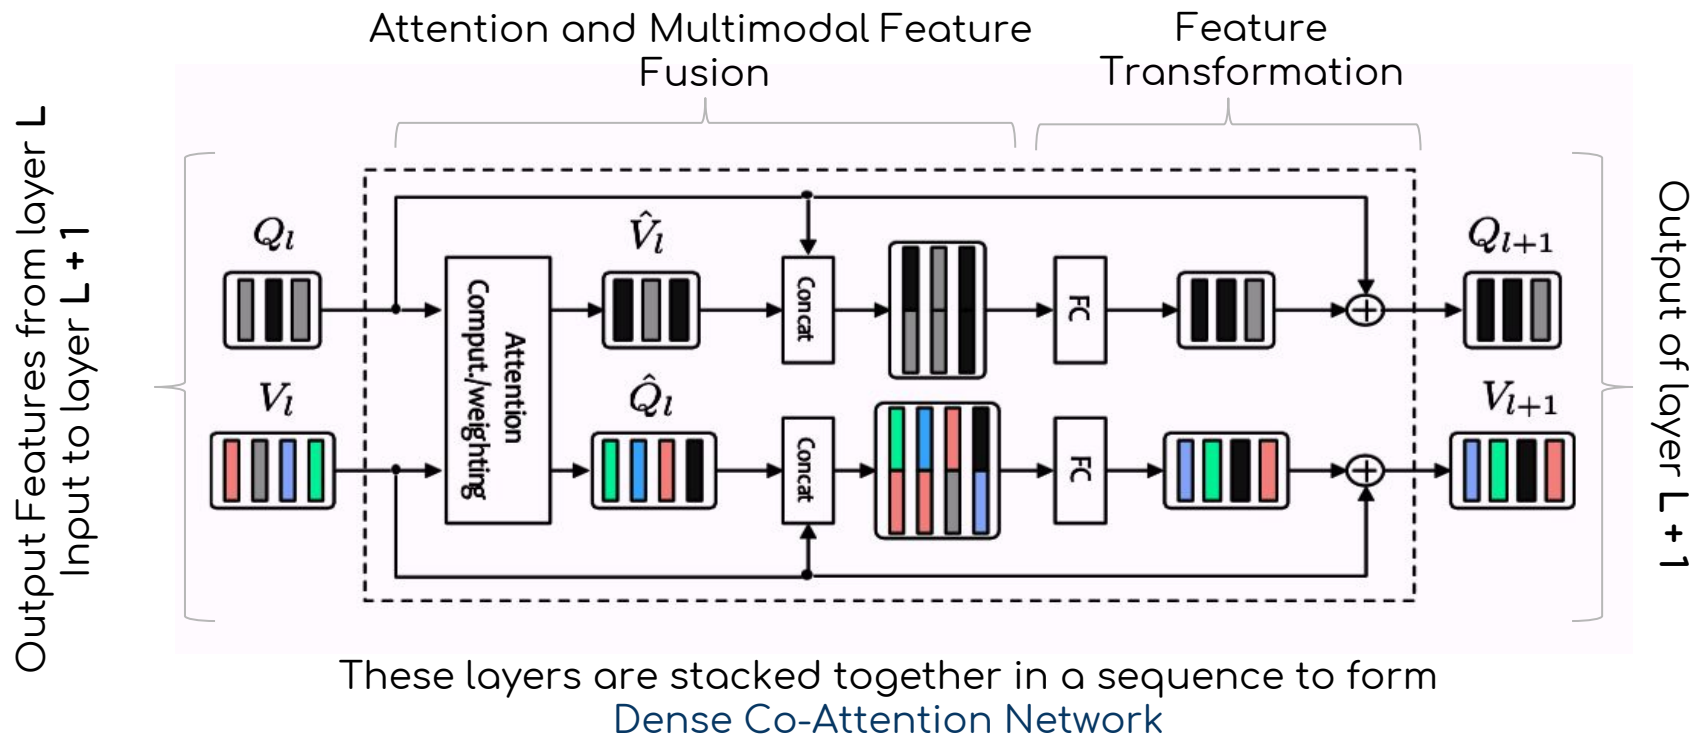 Attention and Multimodal Feature
Fusion
Feature
Transformation
Output Features from layer L
Input to layer L + 1
Q_l
V_l
Attention
Comput./weighting
V̂_l
Q̂_l
Concat
Concat
FC
FC
+
+
Q_{l+1}
V_{l+1}
Output of layer L + 1
These layers are stacked together in a sequence to form
Dense Co-Attention Network